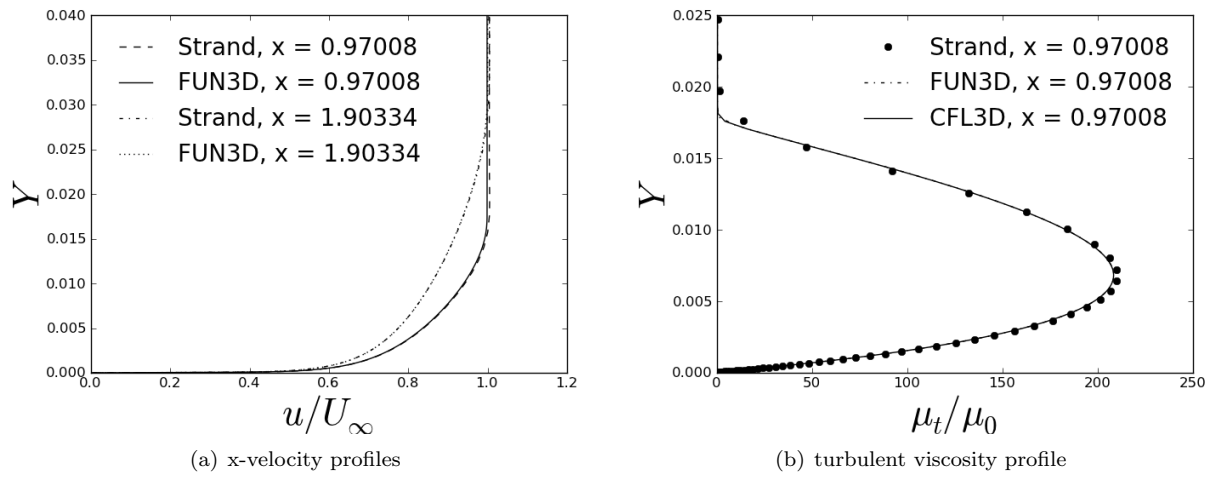 0.040
0.035
0.030
0.025
0.020
0.015
0.010
0.005
0.000
Y
Strand, x = 0.97008
FUN3D, x = 0.97008
Strand, x = 1.90334
FUN3D, x = 1.90334
0.0 0.2 0.4 0.6 0.8 1.0 1.2
u/U∞
(a) x-velocity profiles
0.025
0.020
0.015
0.010
0.005
0.000
Y
Strand, x = 0.97008
FUN3D, x = 0.97008
CFL3D, x = 0.97008
0 50 100 150 200 250
μt/μ0
(b) turbulent viscosity profile